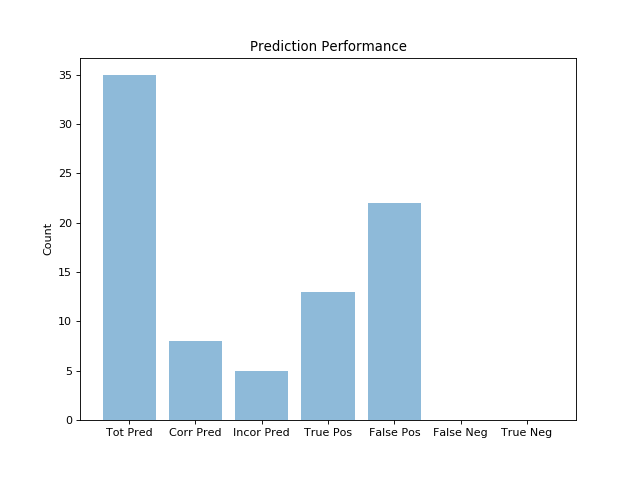 Prediction Performance
35
30
25
20
15
10
5
0
Count
Tot Pred Corr Pred Incor Pred True Pos False Pos False Neg True Neg